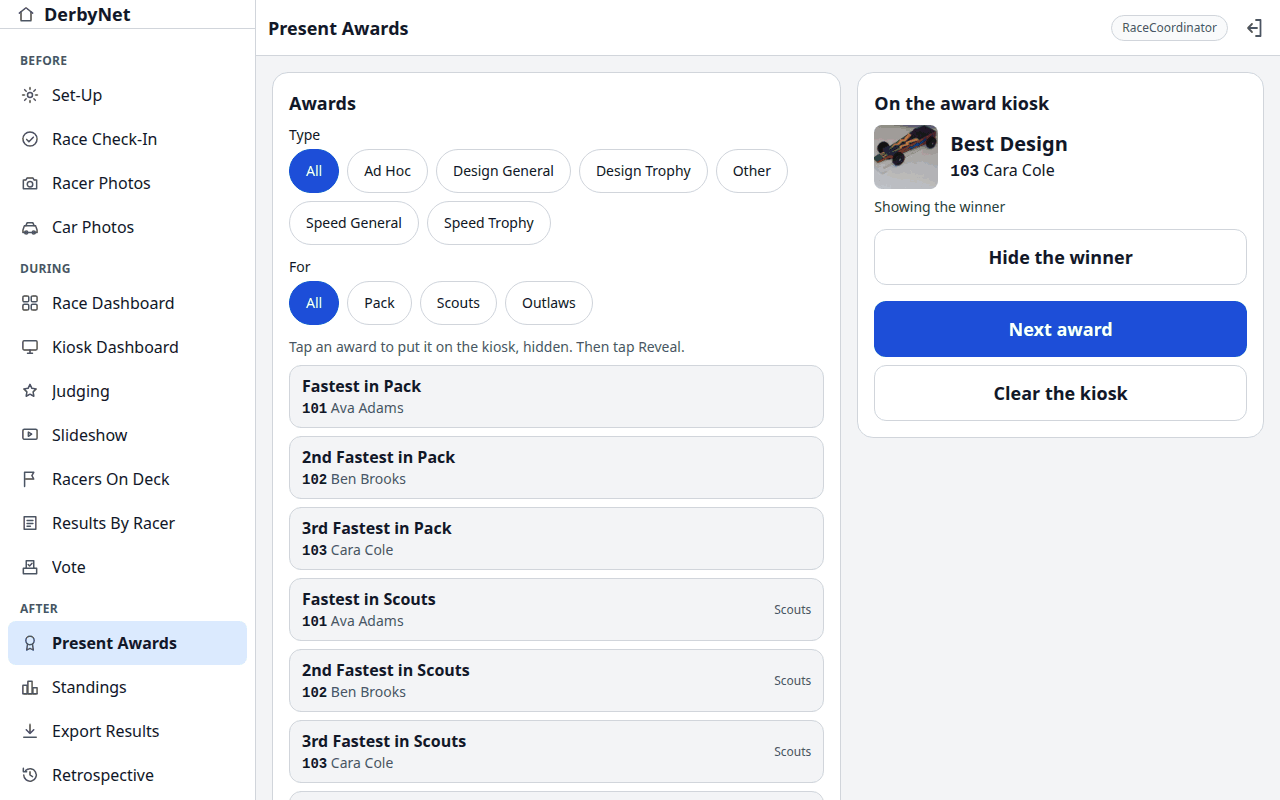 DerbyNet
BEFORE
Set-Up
Race Check-In
Racer Photos
Car Photos
DURING
Race Dashboard
Kiosk Dashboard
Judging
Slideshow
Racers On Deck
Results By Racer
Vote
AFTER
Present Awards
Standings
Export Results
Retrospective
Present Awards
RaceCoordinator
Awards
Type
All
Ad Hoc
Design General
Design Trophy
Other
Speed General
Speed Trophy
For
All
Pack
Scouts
Outlaws
Tap an award to put it on the kiosk, hidden. Then tap Reveal.
Fastest in Pack
101 Ava Adams
2nd Fastest in Pack
102 Ben Brooks
3rd Fastest in Pack
103 Cara Cole
Fastest in Scouts
101 Ava Adams
Scouts
2nd Fastest in Scouts
102 Ben Brooks
Scouts
3rd Fastest in Scouts
103 Cara Cole
Scouts
On the award kiosk
Best Design
103 Cara Cole
Showing the winner
Hide the winner
Next award
Clear the kiosk